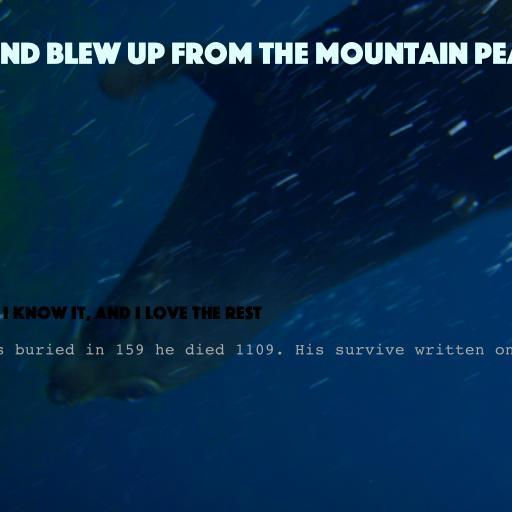 ND BLEW UP FROM THE MOUNTAIN PEA
I KNOW IT, AND I LOVE THE REST
s buried in 159 he died 1109. His survive written on